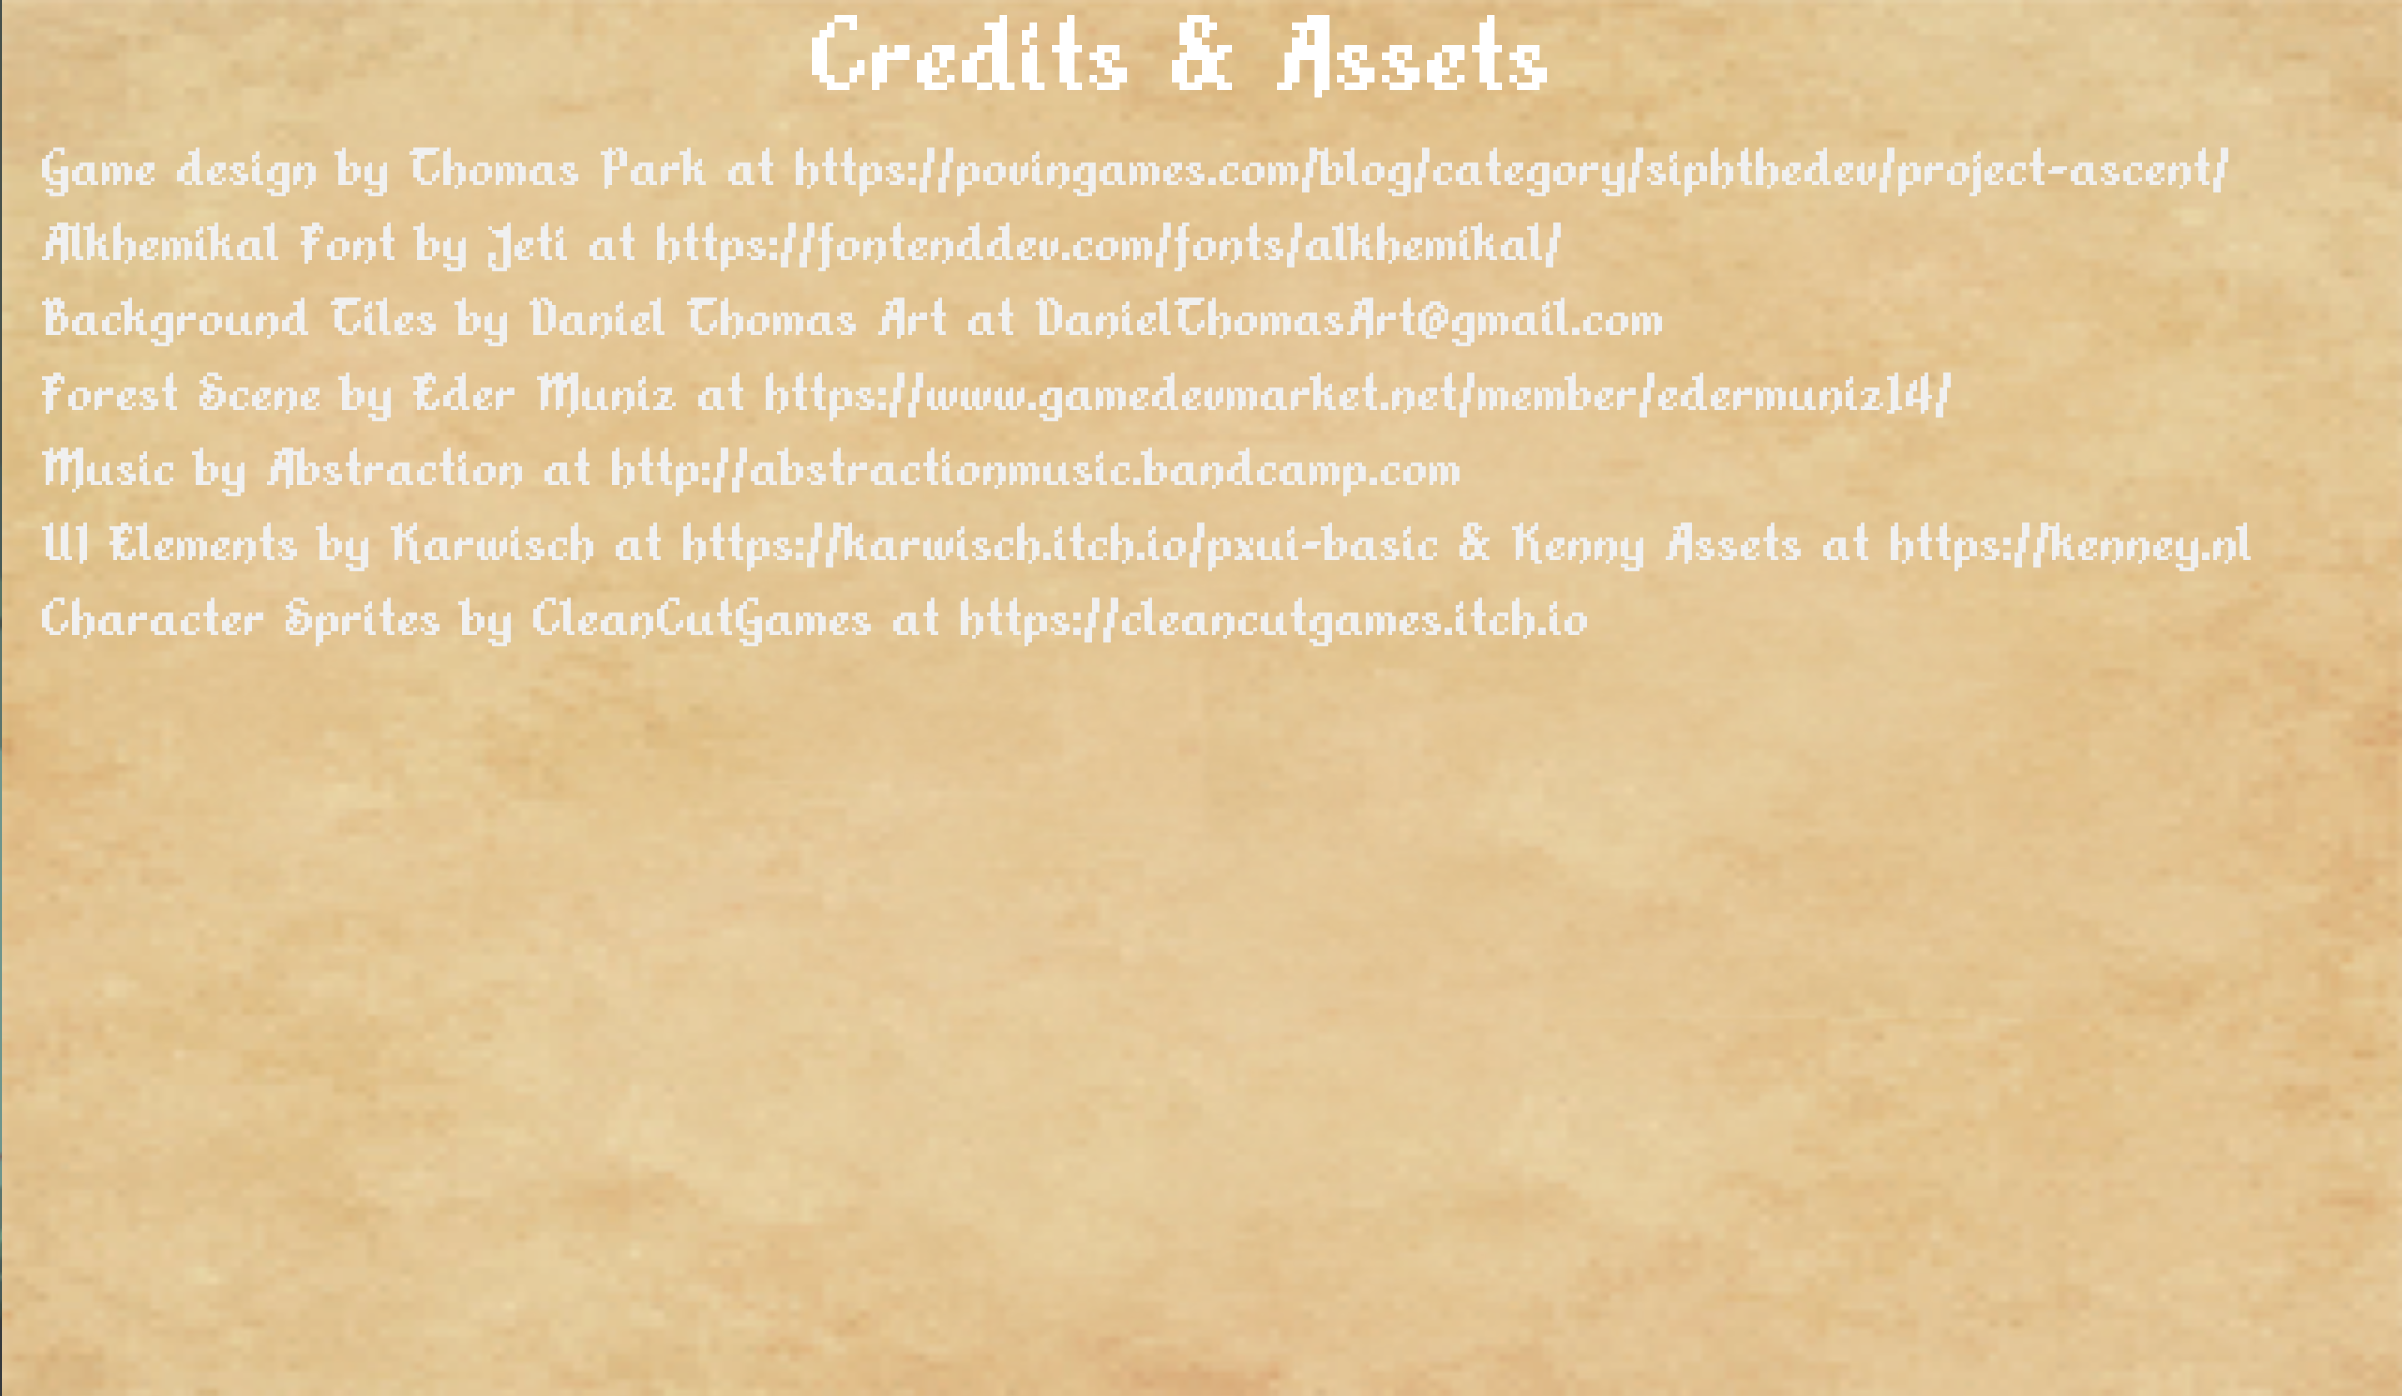 Credits & Assets
Game design by Thomas Park at https://povingames.com/blog/category/siphthedev/project-ascent/
Alkhemikal Font by Jeti at https://fontenddev.com/fonts/alkhemikal/
Background Tiles by Daniel Thomas Art at DanielThomasArt@gmail.com
Forest Scene by Eder Muniz at https://www.gamedevmarket.net/member/edermuniz14/
Music by Abstraction at http://abstractionmusic.bandcamp.com
UI Elements by Karwisch at https://karwisch.itch.io/pxui-basic & Kenny Assets at https://kenney.nl
Character Sprites by CleanCutGames at https://cleancutgames.itch.io